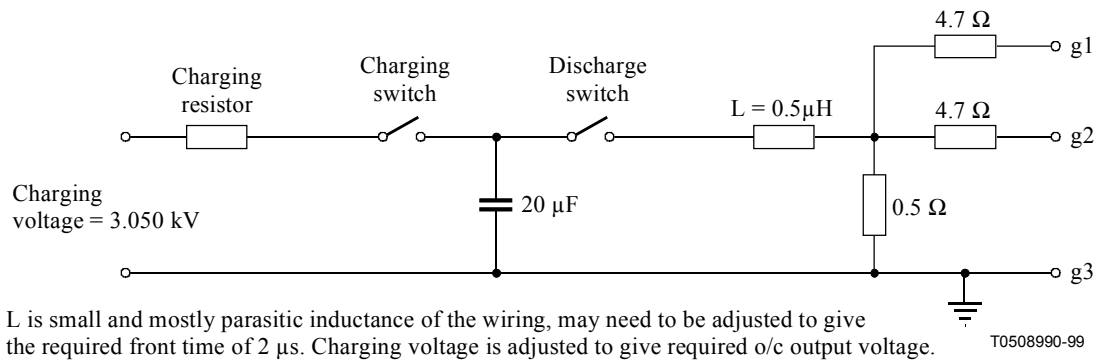 4.7 Ω
g1
Charging
resistor
Charging
switch
Discharge
switch
L = 0.5µH
4.7 Ω
g2
Charging
voltage = 3.050 kV
20 µF
0.5 Ω
g3
L is small and mostly parasitic inductance of the wiring, may need to be adjusted to give
the required front time of 2 µs. Charging voltage is adjusted to give required o/c output voltage.
T0508990-99